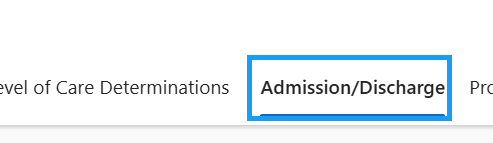 evel of Care Determinations Admission/Discharge Pro